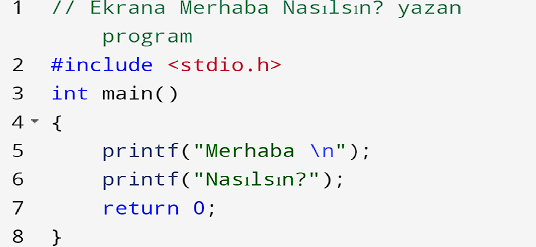 1 // Ekrana Merhaba Nasılsın? yazan
program
2 #include <stdio.h>
3 int main()
4 {
5 printf("Merhaba \n");
6 printf("Nasılsın?");
7 return 0;
8 }